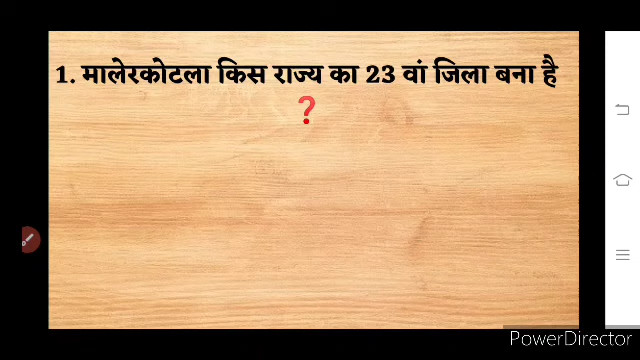 1. मालेरकोटला किस राज्य का 23 वां जिला बना है
❓
PowerDirector